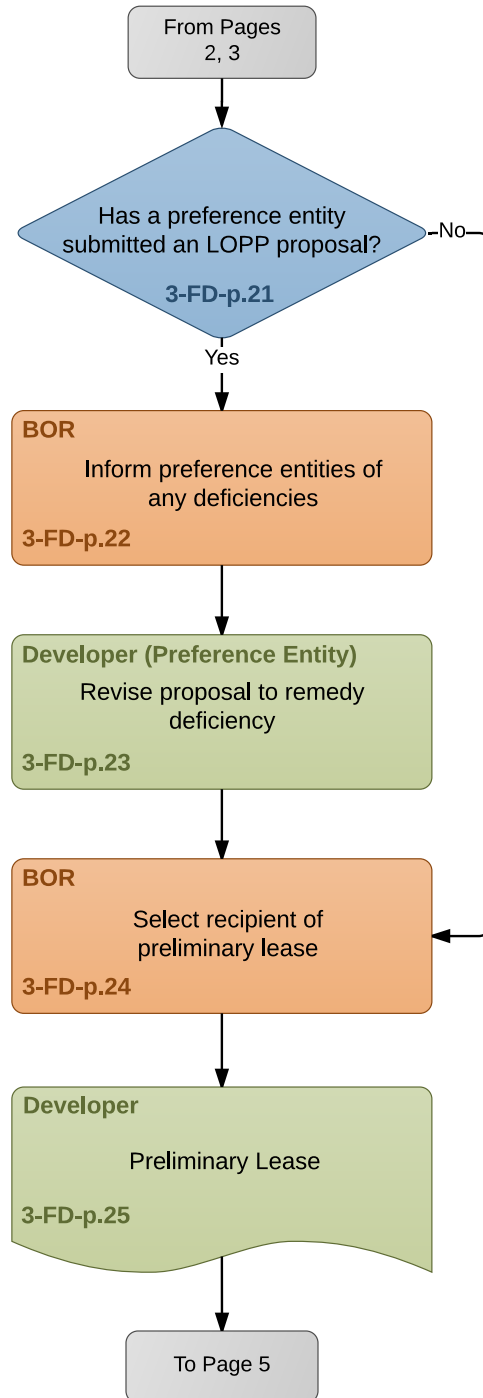 From Pages
2, 3
Has a preference entity
submitted an LOPP proposal?
No
3-FD-p.21
Yes
BOR
Inform preference entities of
any deficiencies
3-FD-p.22
Developer (Preference Entity)
Revise proposal to remedy
deficiency
3-FD-p.23
BOR
Select recipient of
preliminary lease
3-FD-p.24
Developer
Preliminary Lease
3-FD-p.25
To Page 5